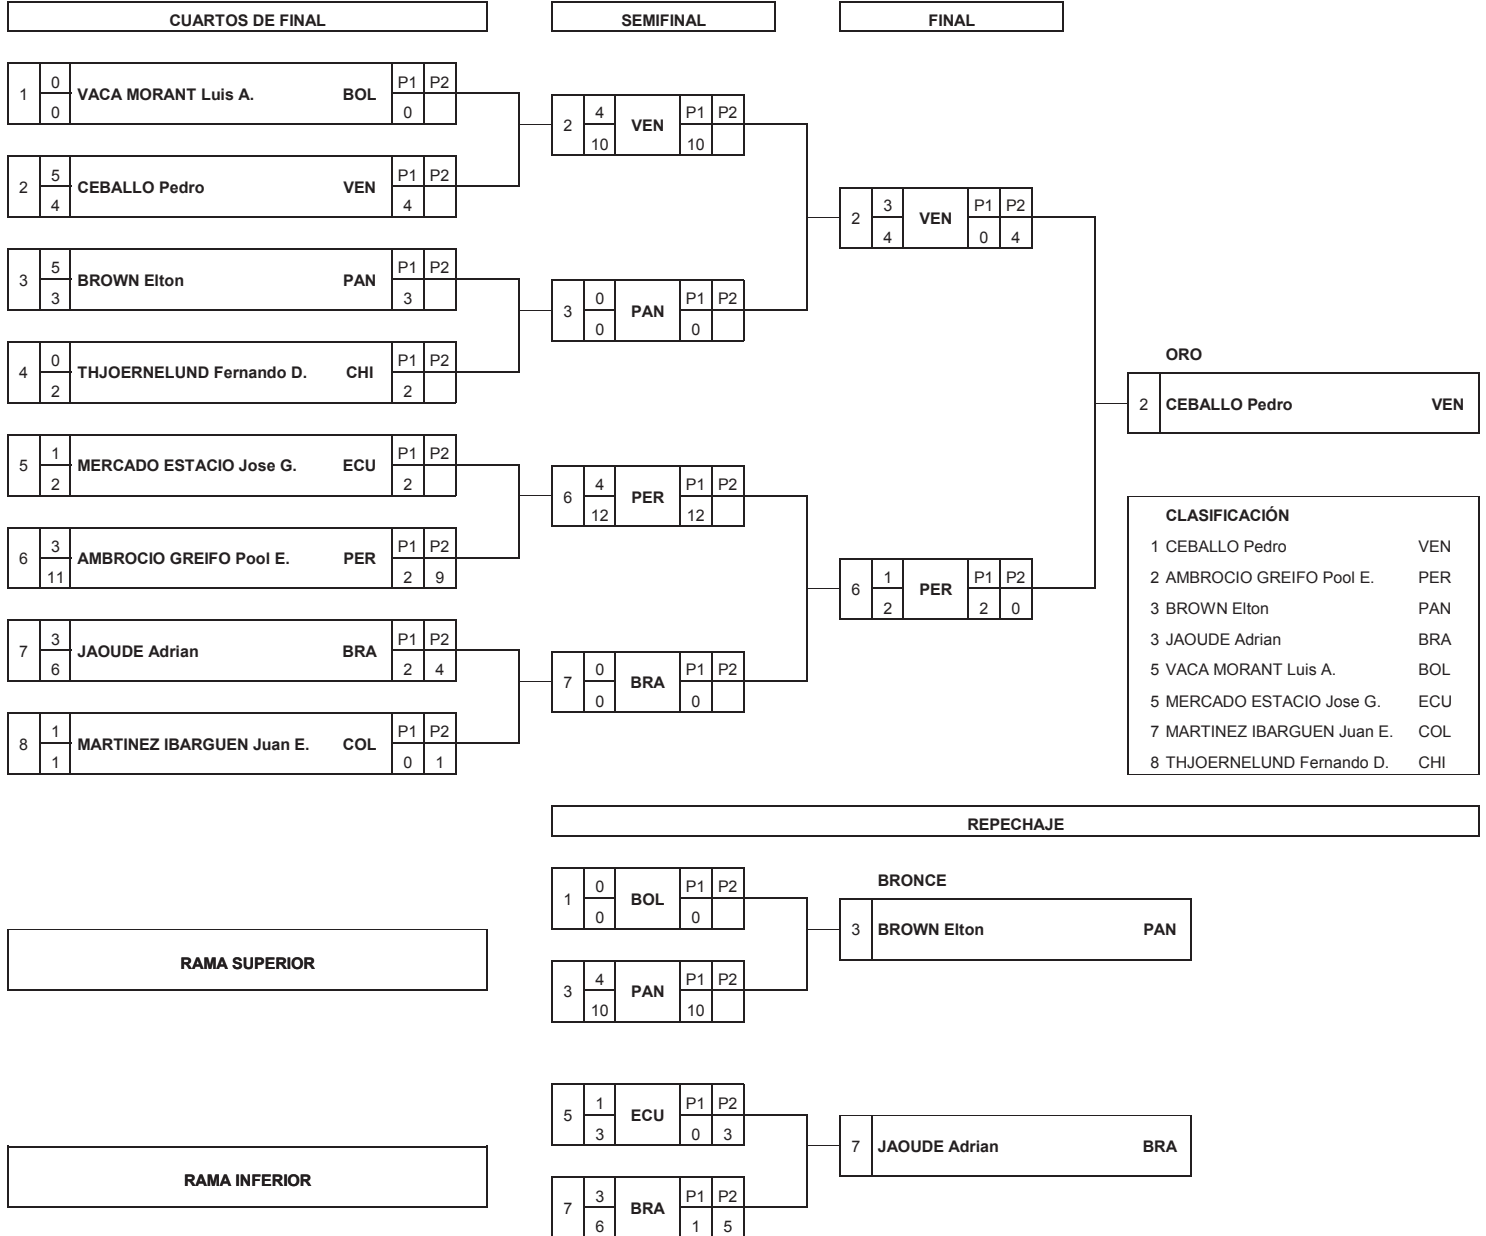 CUARTOS DE FINAL SEMIFINAL FINAL
1 0 0 VACA MORANT Luis A. BOL P1 P2 0
2 5 4 CEBALLO Pedro VEN P1 P2 4
3 5 3 BROWN Elton PAN P1 P2 3
4 0 2 THJOERNELUND Fernando D. CHI P1 P2 2
5 1 2 MERCADO ESTACIO Jose G. ECU P1 P2 2
6 3 11 AMBROCIO GREIFO Pool E. PER P1 P2 2 9
7 3 6 JAOUDE Adrian BRA P1 P2 2 4
8 1 1 MARTINEZ IBARGUEN Juan E. COL P1 P2 0 1
2 4 10 VEN P1 P2 10
3 0 0 PAN P1 P2 0
6 4 12 PER P1 P2 12
7 0 0 BRA P1 P2 0
2 3 4 VEN P1 P2 0 4
6 1 2 PER P1 P2 2 0
ORO
2 CEBALLO Pedro VEN
CLASIFICACIÓN
1 CEBALLO Pedro VEN
2 AMBROCIO GREIFO Pool E. PER
3 BROWN Elton PAN
3 JAOUDE Adrian BRA
5 VACA MORANT Luis A. BOL
5 MERCADO ESTACIO Jose G. ECU
7 MARTINEZ IBARGUEN Juan E. COL
8 THJOERNELUND Fernando D. CHI
REPECHAJE
RAMA SUPERIOR
1 0 0 BOL P1 P2 0
3 4 10 PAN P1 P2 10
BRONCE
3 BROWN Elton PAN
RAMA INFERIOR
5 1 3 ECU P1 P2 0 3
7 3 6 BRA P1 P2 1 5
7 JAOUDE Adrian BRA